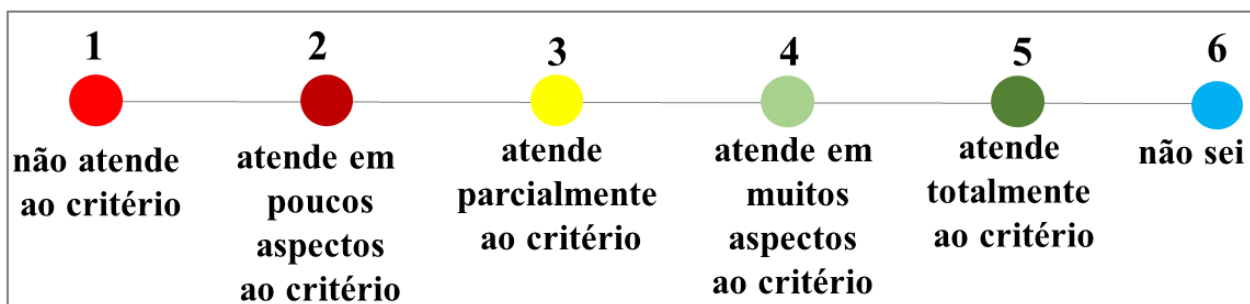 1
não atende
ao critério
2
atende em
poucos
aspectos
ao critério
3
atende
parcialmente
ao critério
4
atende em
muitos
aspectos
ao critério
5
atende
totalmente
ao critério
6
não sei